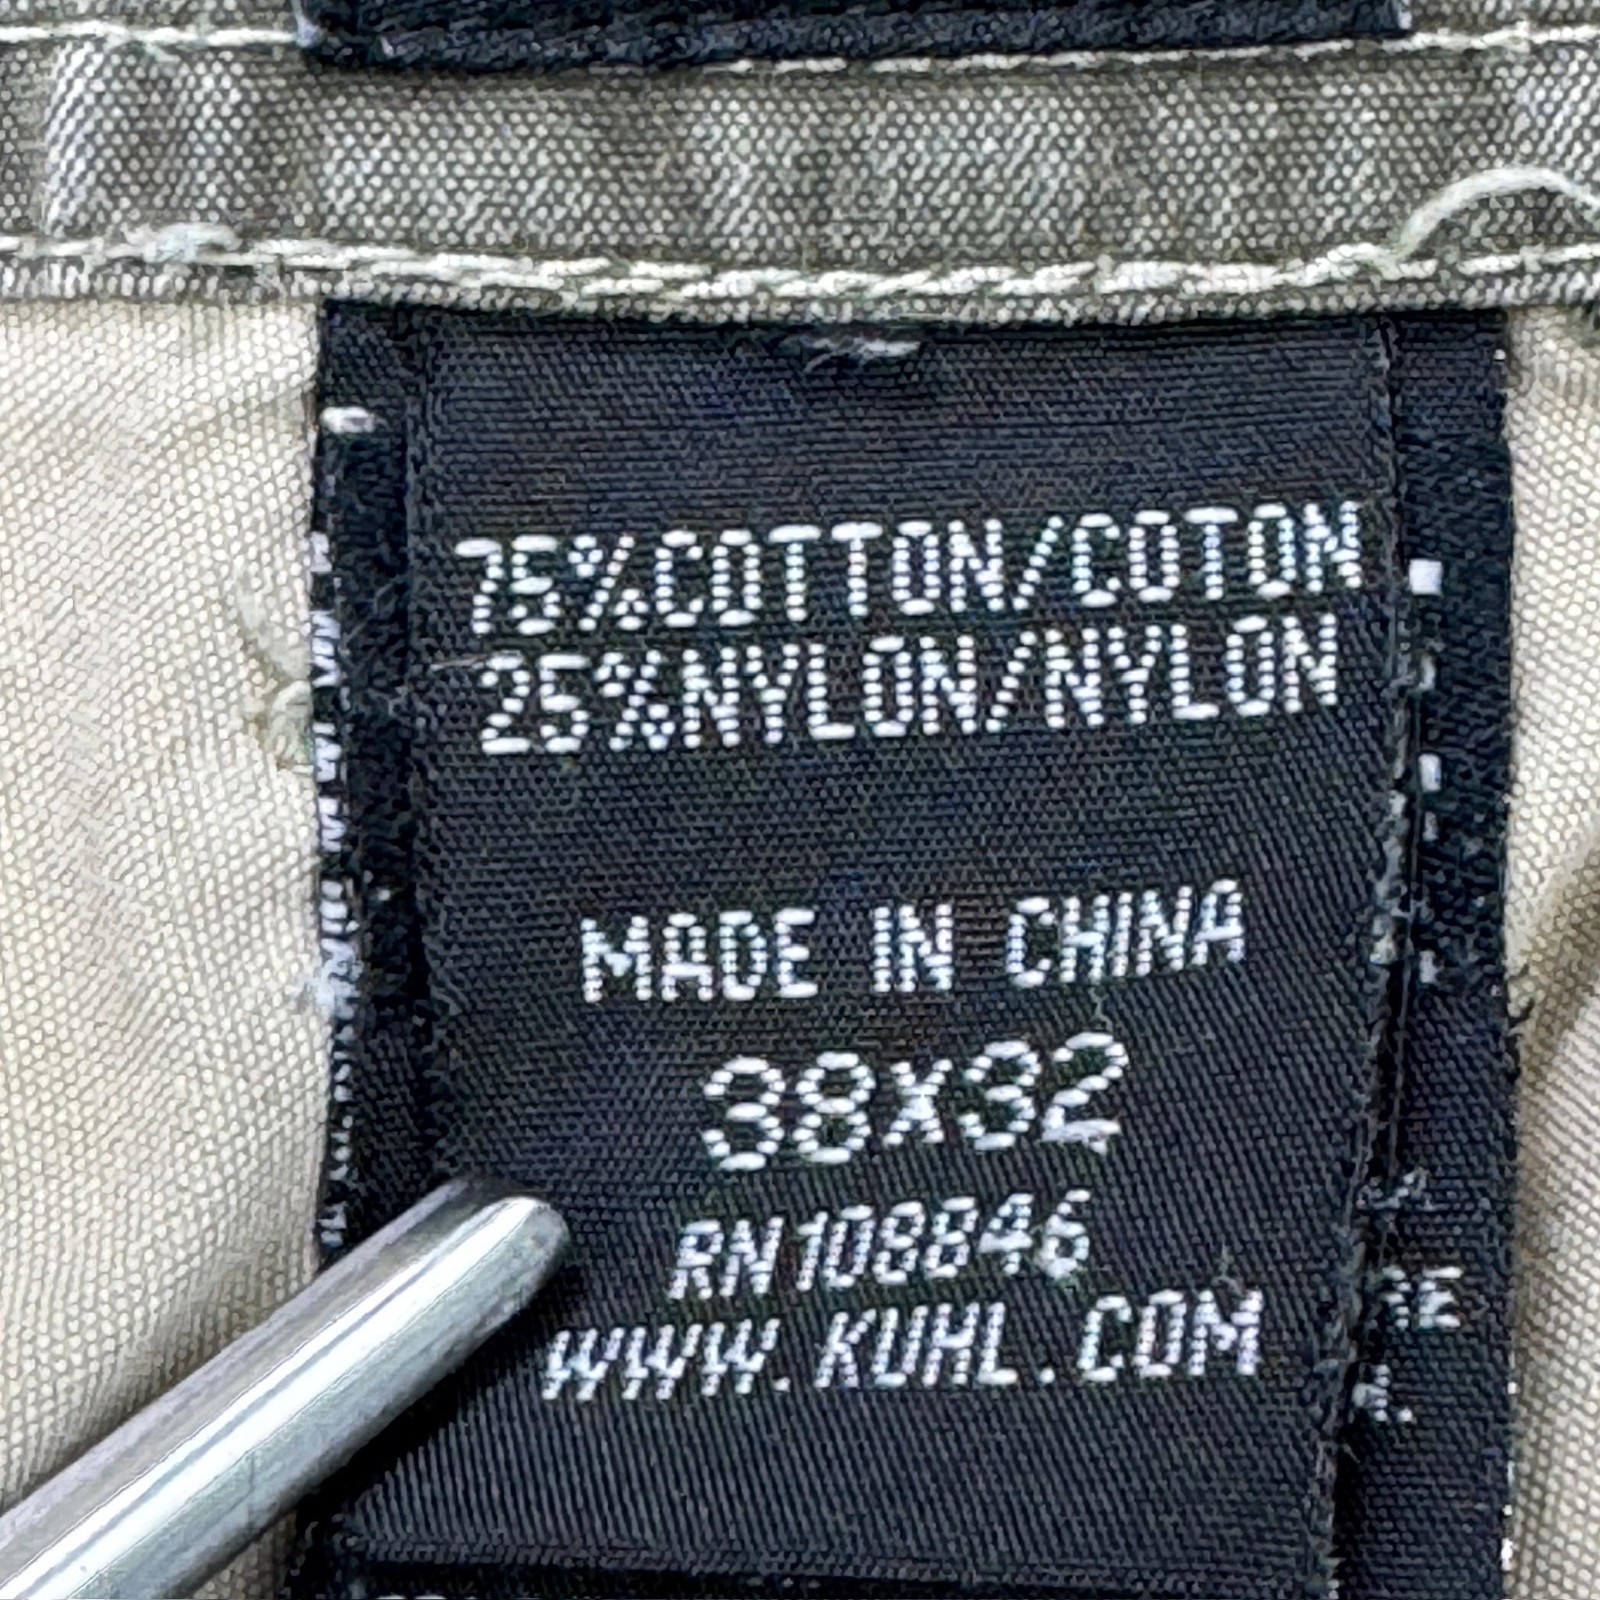 75%COTTON/COTON
25%NYLON/NYLON
MADE IN CHINA
38x32
RN108846
WWW.KUHL.COM